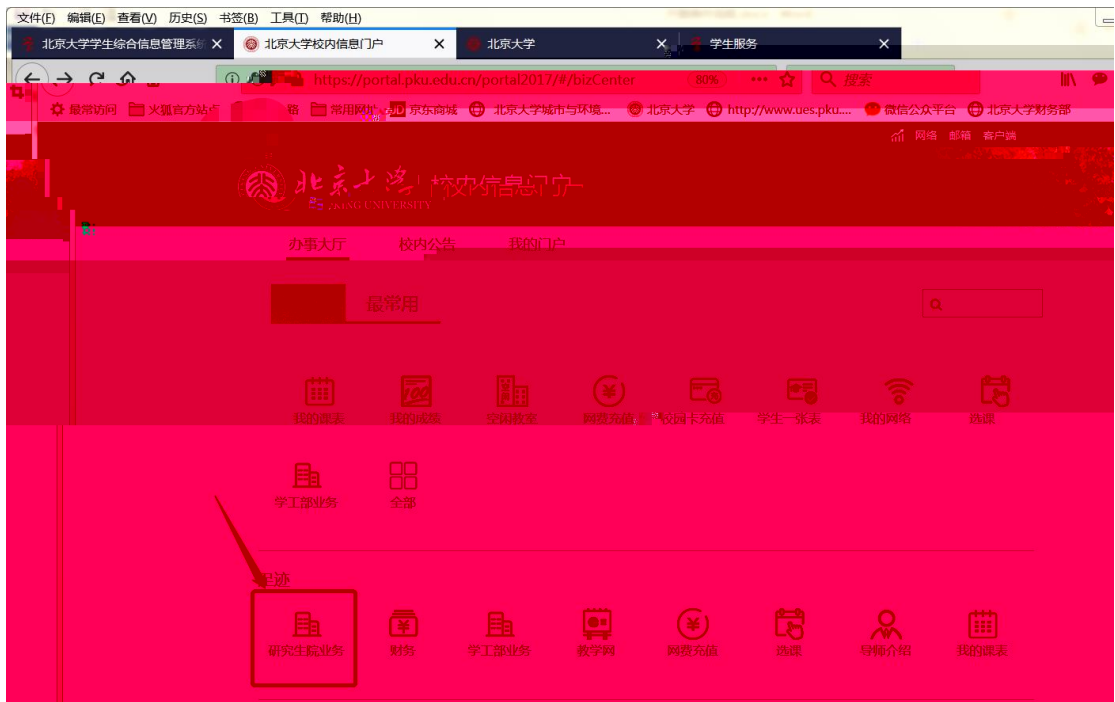 文件(F) 编辑(E) 查看(V) 历史(S) 书签(B) 工具(T) 帮助(H)
北京大学学生综合信息管理系统 × 北京大学校内信息门户 × 北京大学 × 学生服务 ×
https://portal.pku.edu.cn/portal2017/#/bizCenter 80% ••• 搜索
最常访问 火狐官方站点 常用网址 JD 京东商城 北京大学城市与环境... 北京大学 http://www.ues.pku.... 微信公众平台 北京大学财务部
网络 邮箱 客户端
北京大学 校内信息门户
PEKING UNIVERSITY
办事大厅 校内公告 我的门户
最常用
我的课表 我的成绩 空闲教室 网费充值 校园卡充值 学生一张表 我的网络 选课
学工部业务 全部
足迹
研究生院业务 财务 学工部业务 教学网 网费充值 选课 导师介绍 我的课表